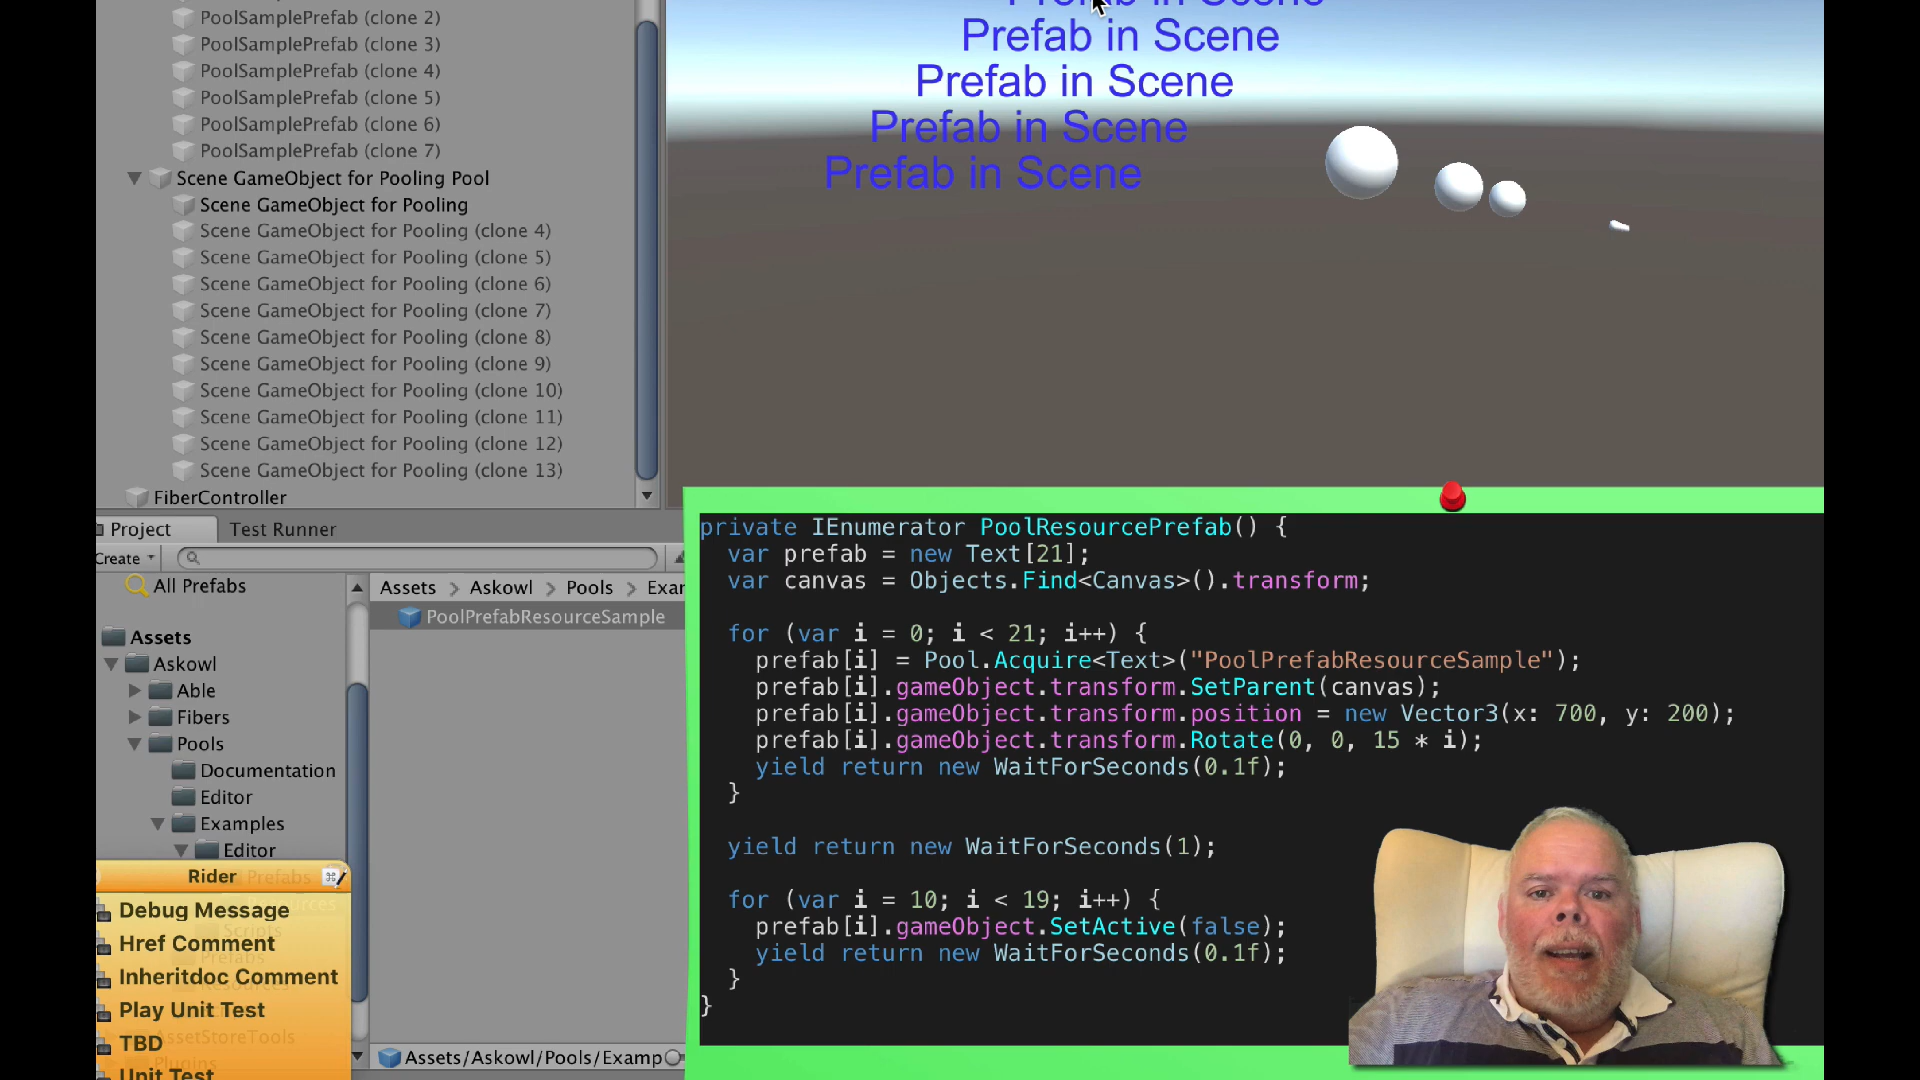 PoolSamplePrefab (clone 2)
PoolSamplePrefab (clone 3)
PoolSamplePrefab (clone 4)
PoolSamplePrefab (clone 5)
PoolSamplePrefab (clone 6)
PoolSamplePrefab (clone 7)
Scene GameObject for Pooling Pool
Scene GameObject for Pooling
Scene GameObject for Pooling (clone 4)
Scene GameObject for Pooling (clone 5)
Scene GameObject for Pooling (clone 6)
Scene GameObject for Pooling (clone 7)
Scene GameObject for Pooling (clone 8)
Scene GameObject for Pooling (clone 9)
Scene GameObject for Pooling (clone 10)
Scene GameObject for Pooling (clone 11)
Scene GameObject for Pooling (clone 12)
Scene GameObject for Pooling (clone 13)
FiberController
Prefab in Scene
Prefab in Scene
Prefab in Scene
Prefab in Scene
Prefab in Scene
Project
Test Runner
Create
All Prefabs
Assets
Askowl
Able
Fibers
Pools
Documentation
Editor
Examples
Editor
Prefabs
Resources
Scripts
Prefabs
Resources
AssetStoreTools
Plugins
Rider
Debug Message
Href Comment
Inheritdoc Comment
Play Unit Test
TBD
Unit Test
Assets > Askowl > Pools > Exar
PoolPrefabResourceSample
Assets/Askowl/Pools/Examp
private IEnumerator PoolResourcePrefab() {
var prefab = new Text[21];
var canvas = Objects.Find<Canvas>().transform;
for (var i = 0; i < 21; i++) {
prefab[i] = Pool.Acquire<Text>("PoolPrefabResourceSample");
prefab[i].gameObject.transform.SetParent(canvas);
prefab[i].gameObject.transform.position = new Vector3(x: 700, y: 200);
prefab[i].gameObject.transform.Rotate(0, 0, 15 * i);
yield return new WaitForSeconds(0.1f);
}
yield return new WaitForSeconds(1);
for (var i = 10; i < 19; i++) {
prefab[i].gameObject.SetActive(false);
yield return new WaitForSeconds(0.1f);
}
}